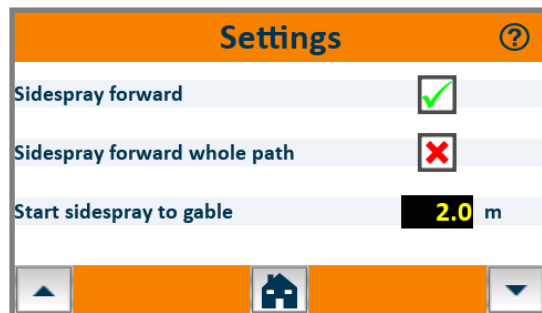 Settings
?
Sidespray forward
Sidespray forward whole path
Start sidespray to gable 2.0 m